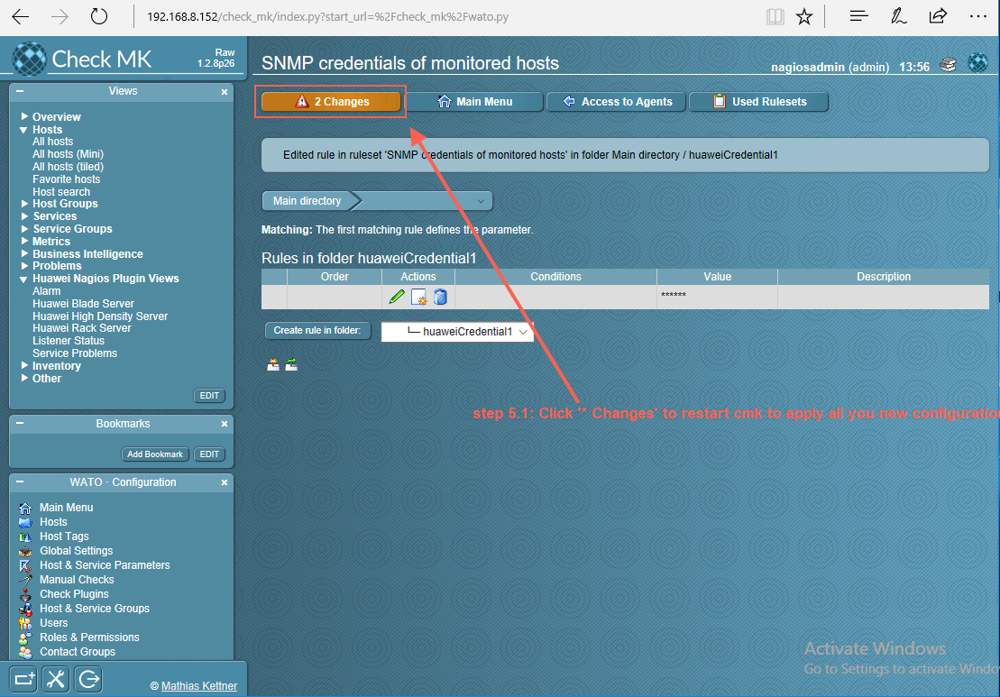 192.168.8.152/check_mk/index.py?start_url=%2Fcheck_mk%2Fwato.py
Check MK
Raw
1.2.8p26
SNMP credentials of monitored hosts
nagiosadmin (admin) 13:56
Views
Overview
Hosts
All hosts
All hosts (Mini)
All hosts (tiled)
Favorite hosts
Host search
Host Groups
Services
Service Groups
Metrics
Business Intelligence
Problems
Huawei Nagios Plugin Views
Alarm
Huawei Blade Server
Huawei High Density Server
Huawei Rack Server
Listener Status
Service Problems
Inventory
Other
EDIT
Bookmarks
Add Bookmark EDIT
WATO · Configuration
Main Menu
Hosts
Host Tags
Global Settings
Host & Service Parameters
Manual Checks
Check Plugins
Host & Service Groups
Users
Roles & Permissions
Contact Groups
© Mathias Kettner
2 Changes Main Menu Access to Agents Used Rulesets
Edited rule in ruleset 'SNMP credentials of monitored hosts' in folder Main directory / huaweiCredential1
Main directory
Matching: The first matching rule defines the parameter.
Rules in folder huaweiCredential1
Order Actions Conditions Value Description
******
Create rule in folder: huaweiCredential1
step 5.1: Click '* Changes' to restart cmk to apply all you new configuration
Activate Windows
Go to Settings to activate Windo